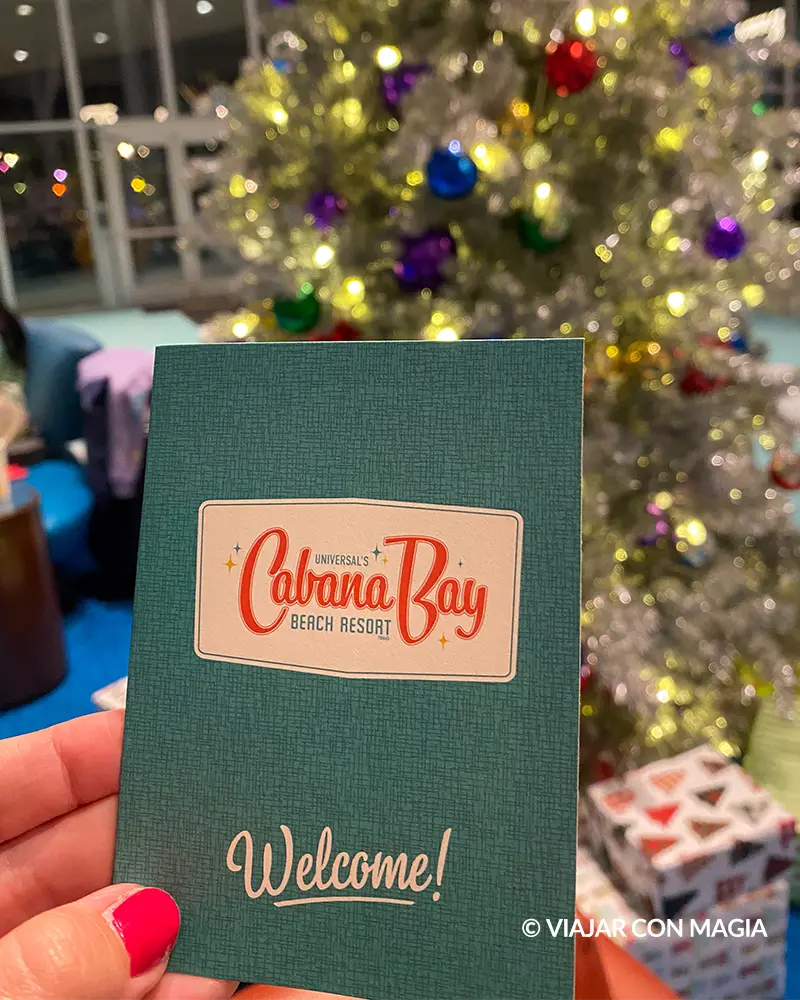 UNIVERSAL'S
Cabana Bay
BEACH RESORT
Welcome!
© VIAJAR CON MAGIA